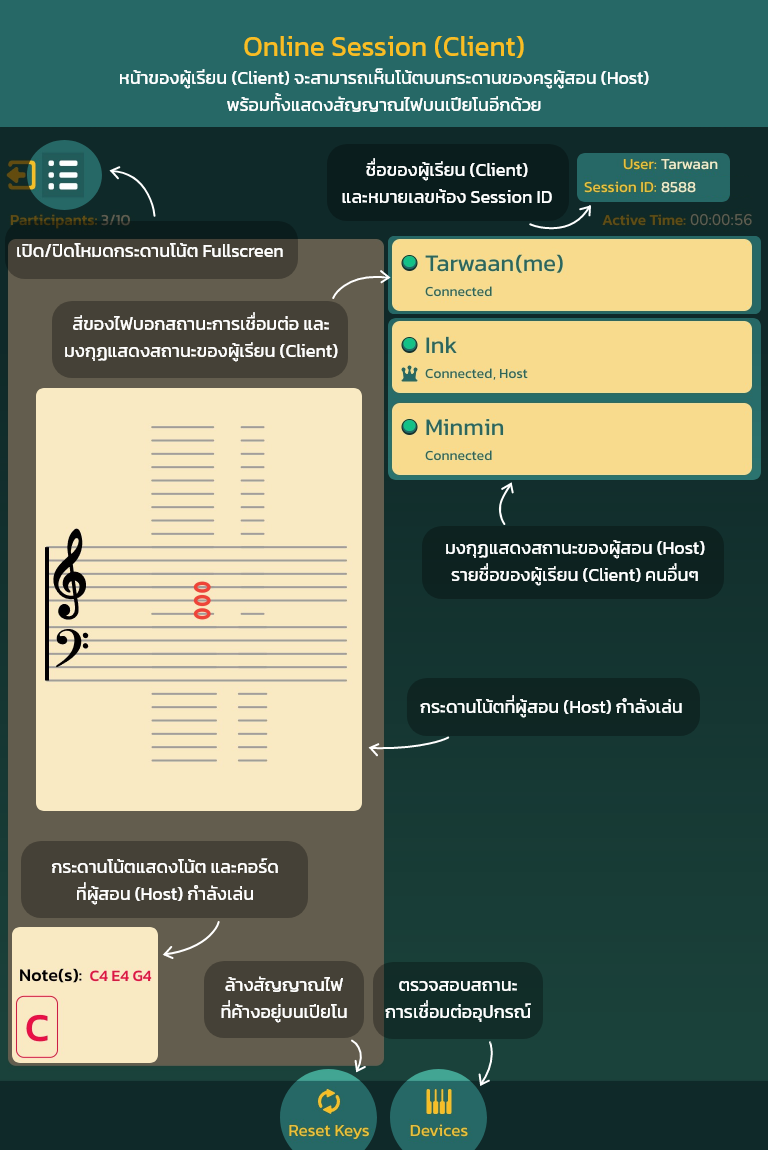 Online Session (Client)
หน้าของผู้เรียน (Client) จะสามารถเห็นโน้ตบนกระดานของครูผู้สอน (Host)
พร้อมทั้งแสดงสัญญาณไฟบนเปียโนอีกด้วย
ชื่อของผู้เรียน (Client)
และหมายเลขห้อง Session ID
User: Tarwaan
Session ID: 8588
Participants: 3/10
Active Time: 00:00:56
เปิด/ปิดโหมดกระดานโน้ต Fullscreen
Tarwaan(me)
Connected
สีของไฟบอกสถานะการเชื่อมต่อ และ
มงกุฎแสดงสถานะของผู้เรียน (Client)
Ink
Connected, Host
Minmin
Connected
มงกุฎแสดงสถานะของผู้สอน (Host)
รายชื่อของผู้เรียน (Client) คนอื่นๆ
กระดานโน้ตที่ผู้สอน (Host) กำลังเล่น
กระดานโน้ตแสดงโน้ต และคอร์ด
ที่ผู้สอน (Host) กำลังเล่น
Note(s): C4 E4 G4
C
ล้างสัญญาณไฟ
ที่ค้างอยู่บนเปียโน
ตรวจสอบสถานะ
การเชื่อมต่ออุปกรณ์
Reset Keys
Devices